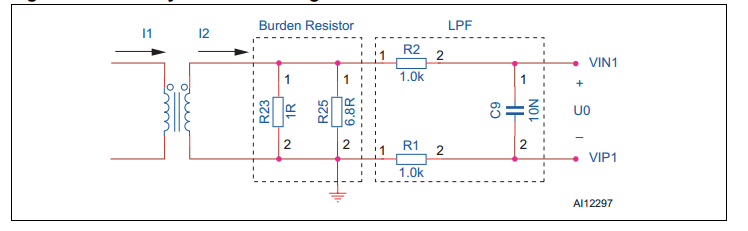 I1
I2
Burden Resistor
LPF
R2
1
2
1.0k
VIN1
1
1
1
+
R23
1R
R25
6.8R
C9
10N
U0
2
2
2
–
1
R1
2
VIP1
1.0k
AI12297